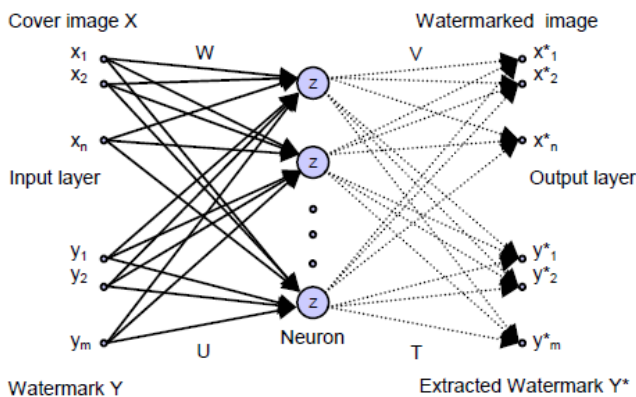 Cover image X
Watermarked image
x1
W
z
V
x*1
x2
x*2
xn
z
x*n
Input layer
Output layer
y1
y*1
y2
y*2
z
Neuron
ym
U
T
y*m
Watermark Y
Extracted Watermark Y*